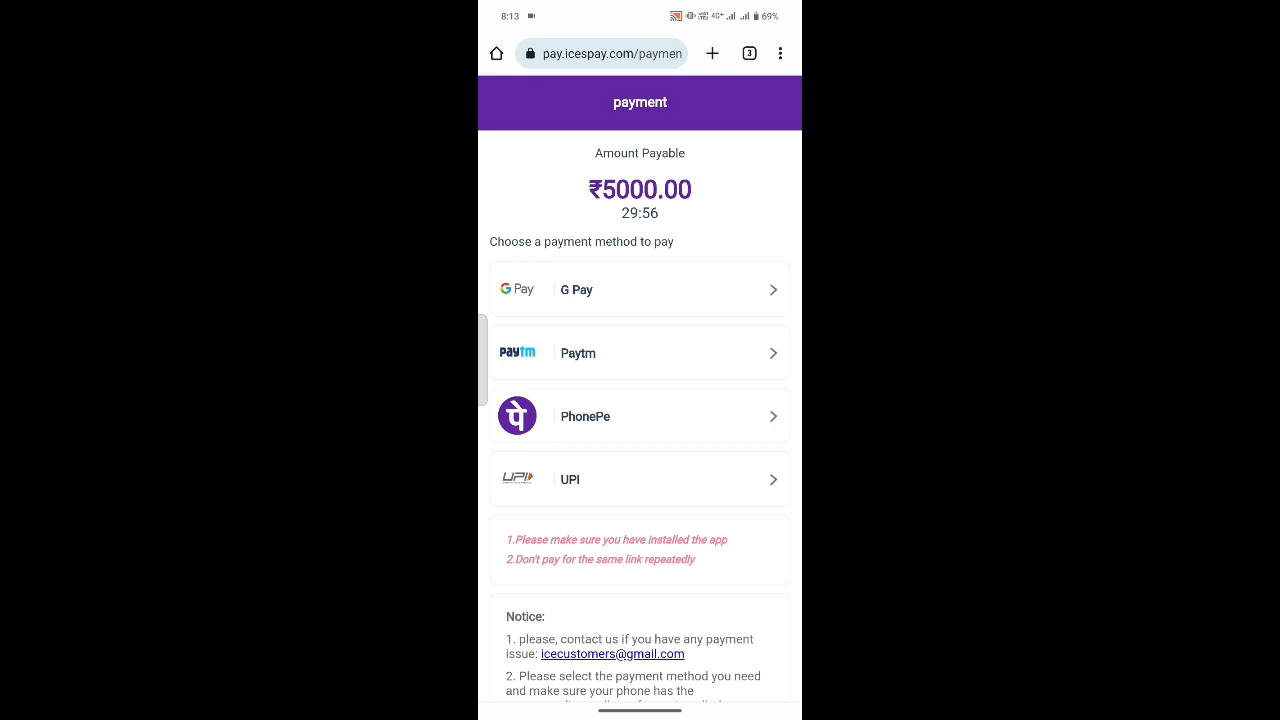 8:13 4G+ 69%
pay.icespay.com/paymen 3
payment
Amount Payable
₹5000.00
29:56
Choose a payment method to pay
G Pay G Pay
paytm Paytm
पे PhonePe
UPI UPI
1.Please make sure you have installed the app
2.Don't pay for the same link repeatedly
Notice:
1. please, contact us if you have any payment
issue: icecustomers@gmail.com
2. Please select the payment method you need
and make sure your phone has the